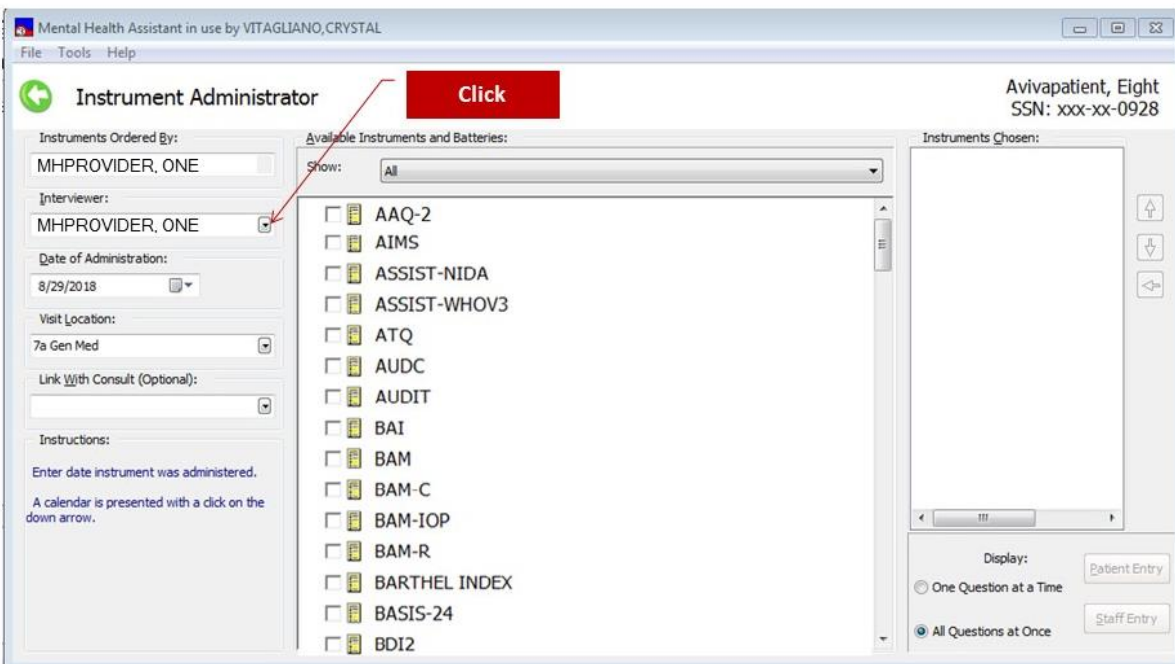 Mental Health Assistant in use by VITAGLIANO,CRYSTAL
File Tools Help
Instrument Administrator
Click
Avivapatient, Eight
SSN: xxx-xx-0928
Instruments Ordered By:
MHPROVIDER, ONE
Interviewer:
MHPROVIDER, ONE
Date of Administration:
8/29/2018
Visit Location:
7a Gen Med
Link With Consult (Optional):
Instructions:
Enter date instrument was administered.
A calendar is presented with a click on the
down arrow.
Available Instruments and Batteries:
Show: All
AAQ-2
AIMS
ASSIST-NIDA
ASSIST-WHOV3
ATQ
AUDC
AUDIT
BAI
BAM
BAM-C
BAM-IOP
BAM-R
BARTHEL INDEX
BASIS-24
BDI2
Instruments Chosen:
Display:
One Question at a Time
All Questions at Once
Patient Entry
Staff Entry